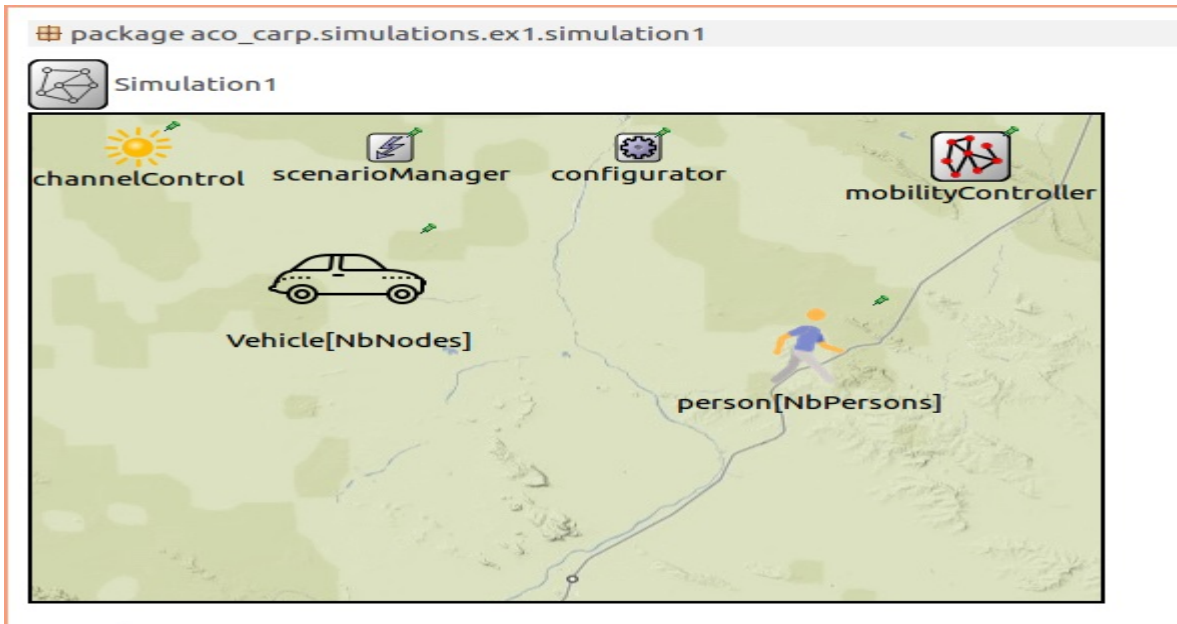 package aco_carp.simulations.ex1.simulation1
Simulation1
channelControl
scenarioManager
configurator
mobilityController
Vehicle[NbNodes]
person[NbPersons]